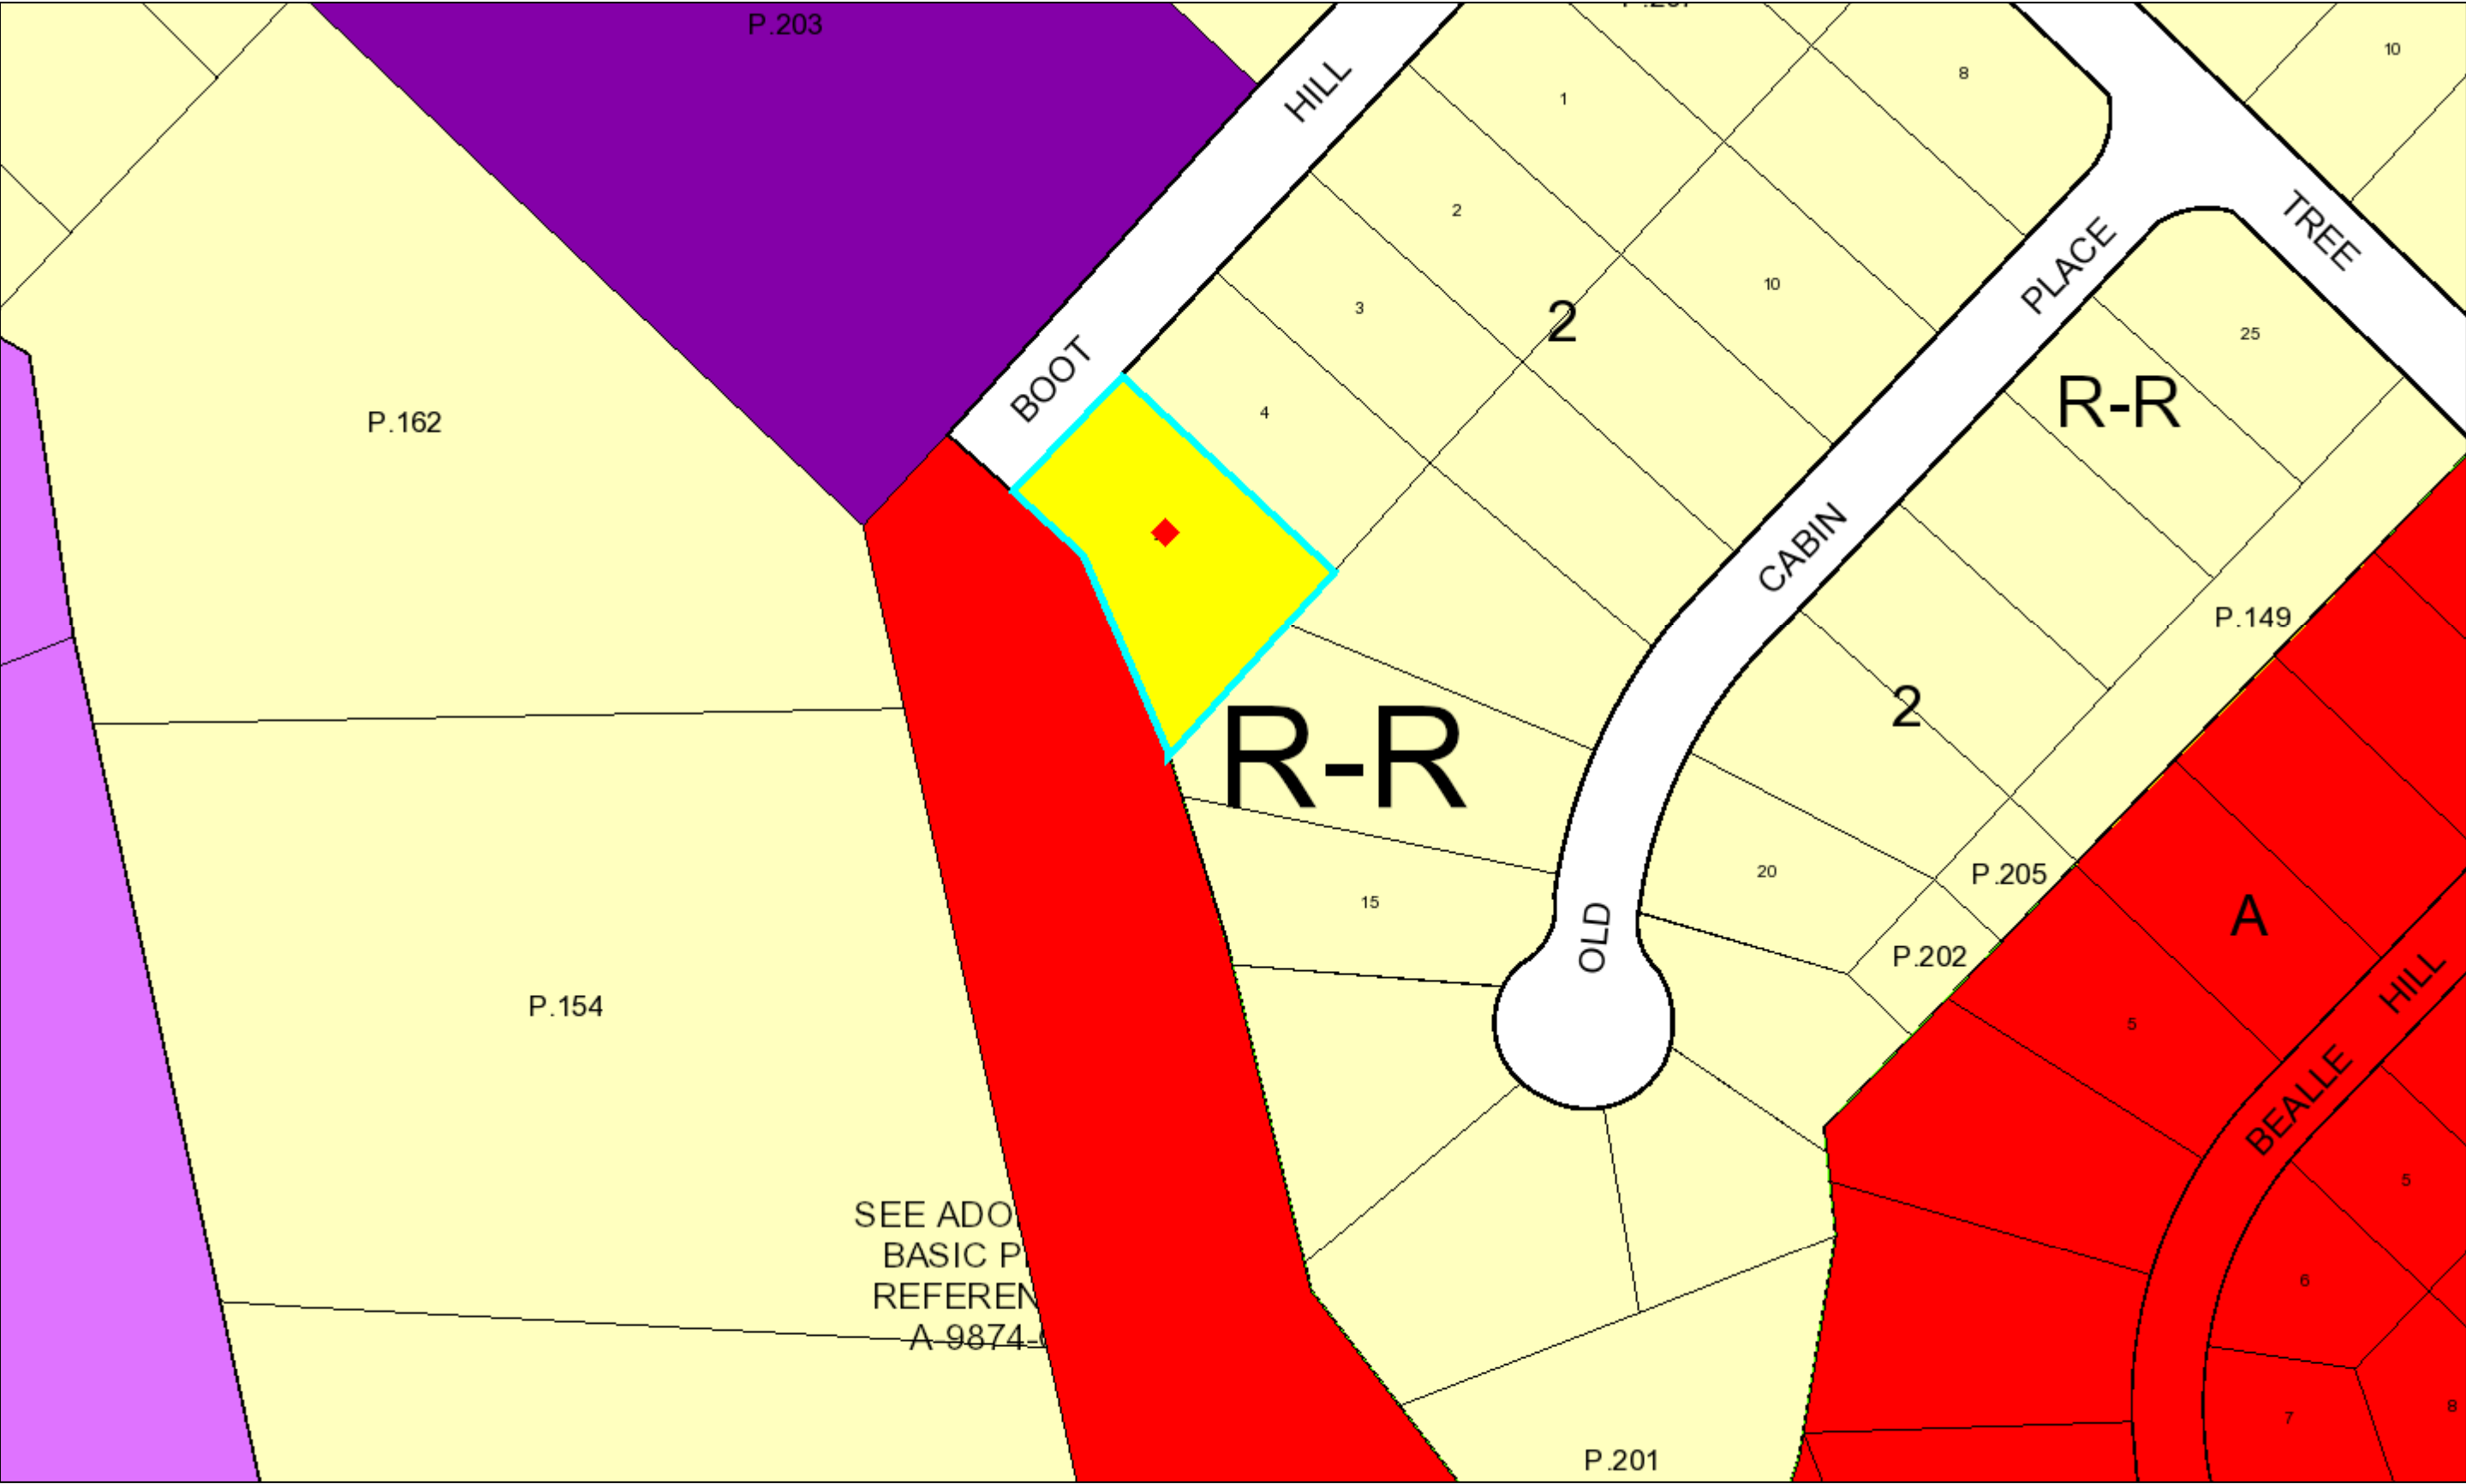 P.203
10
8
1
HILL
2
TREE
PLACE
10
3
2
25
BOOT
R-R
4
P.162
CABIN
P.149
2
R-R
20
P.205
15
A
OLD
P.202
HILL
P.154
5
BEALLE
5
SEE ADO
BASIC P
REFEREN
6
A-9874-
8
7
P.201